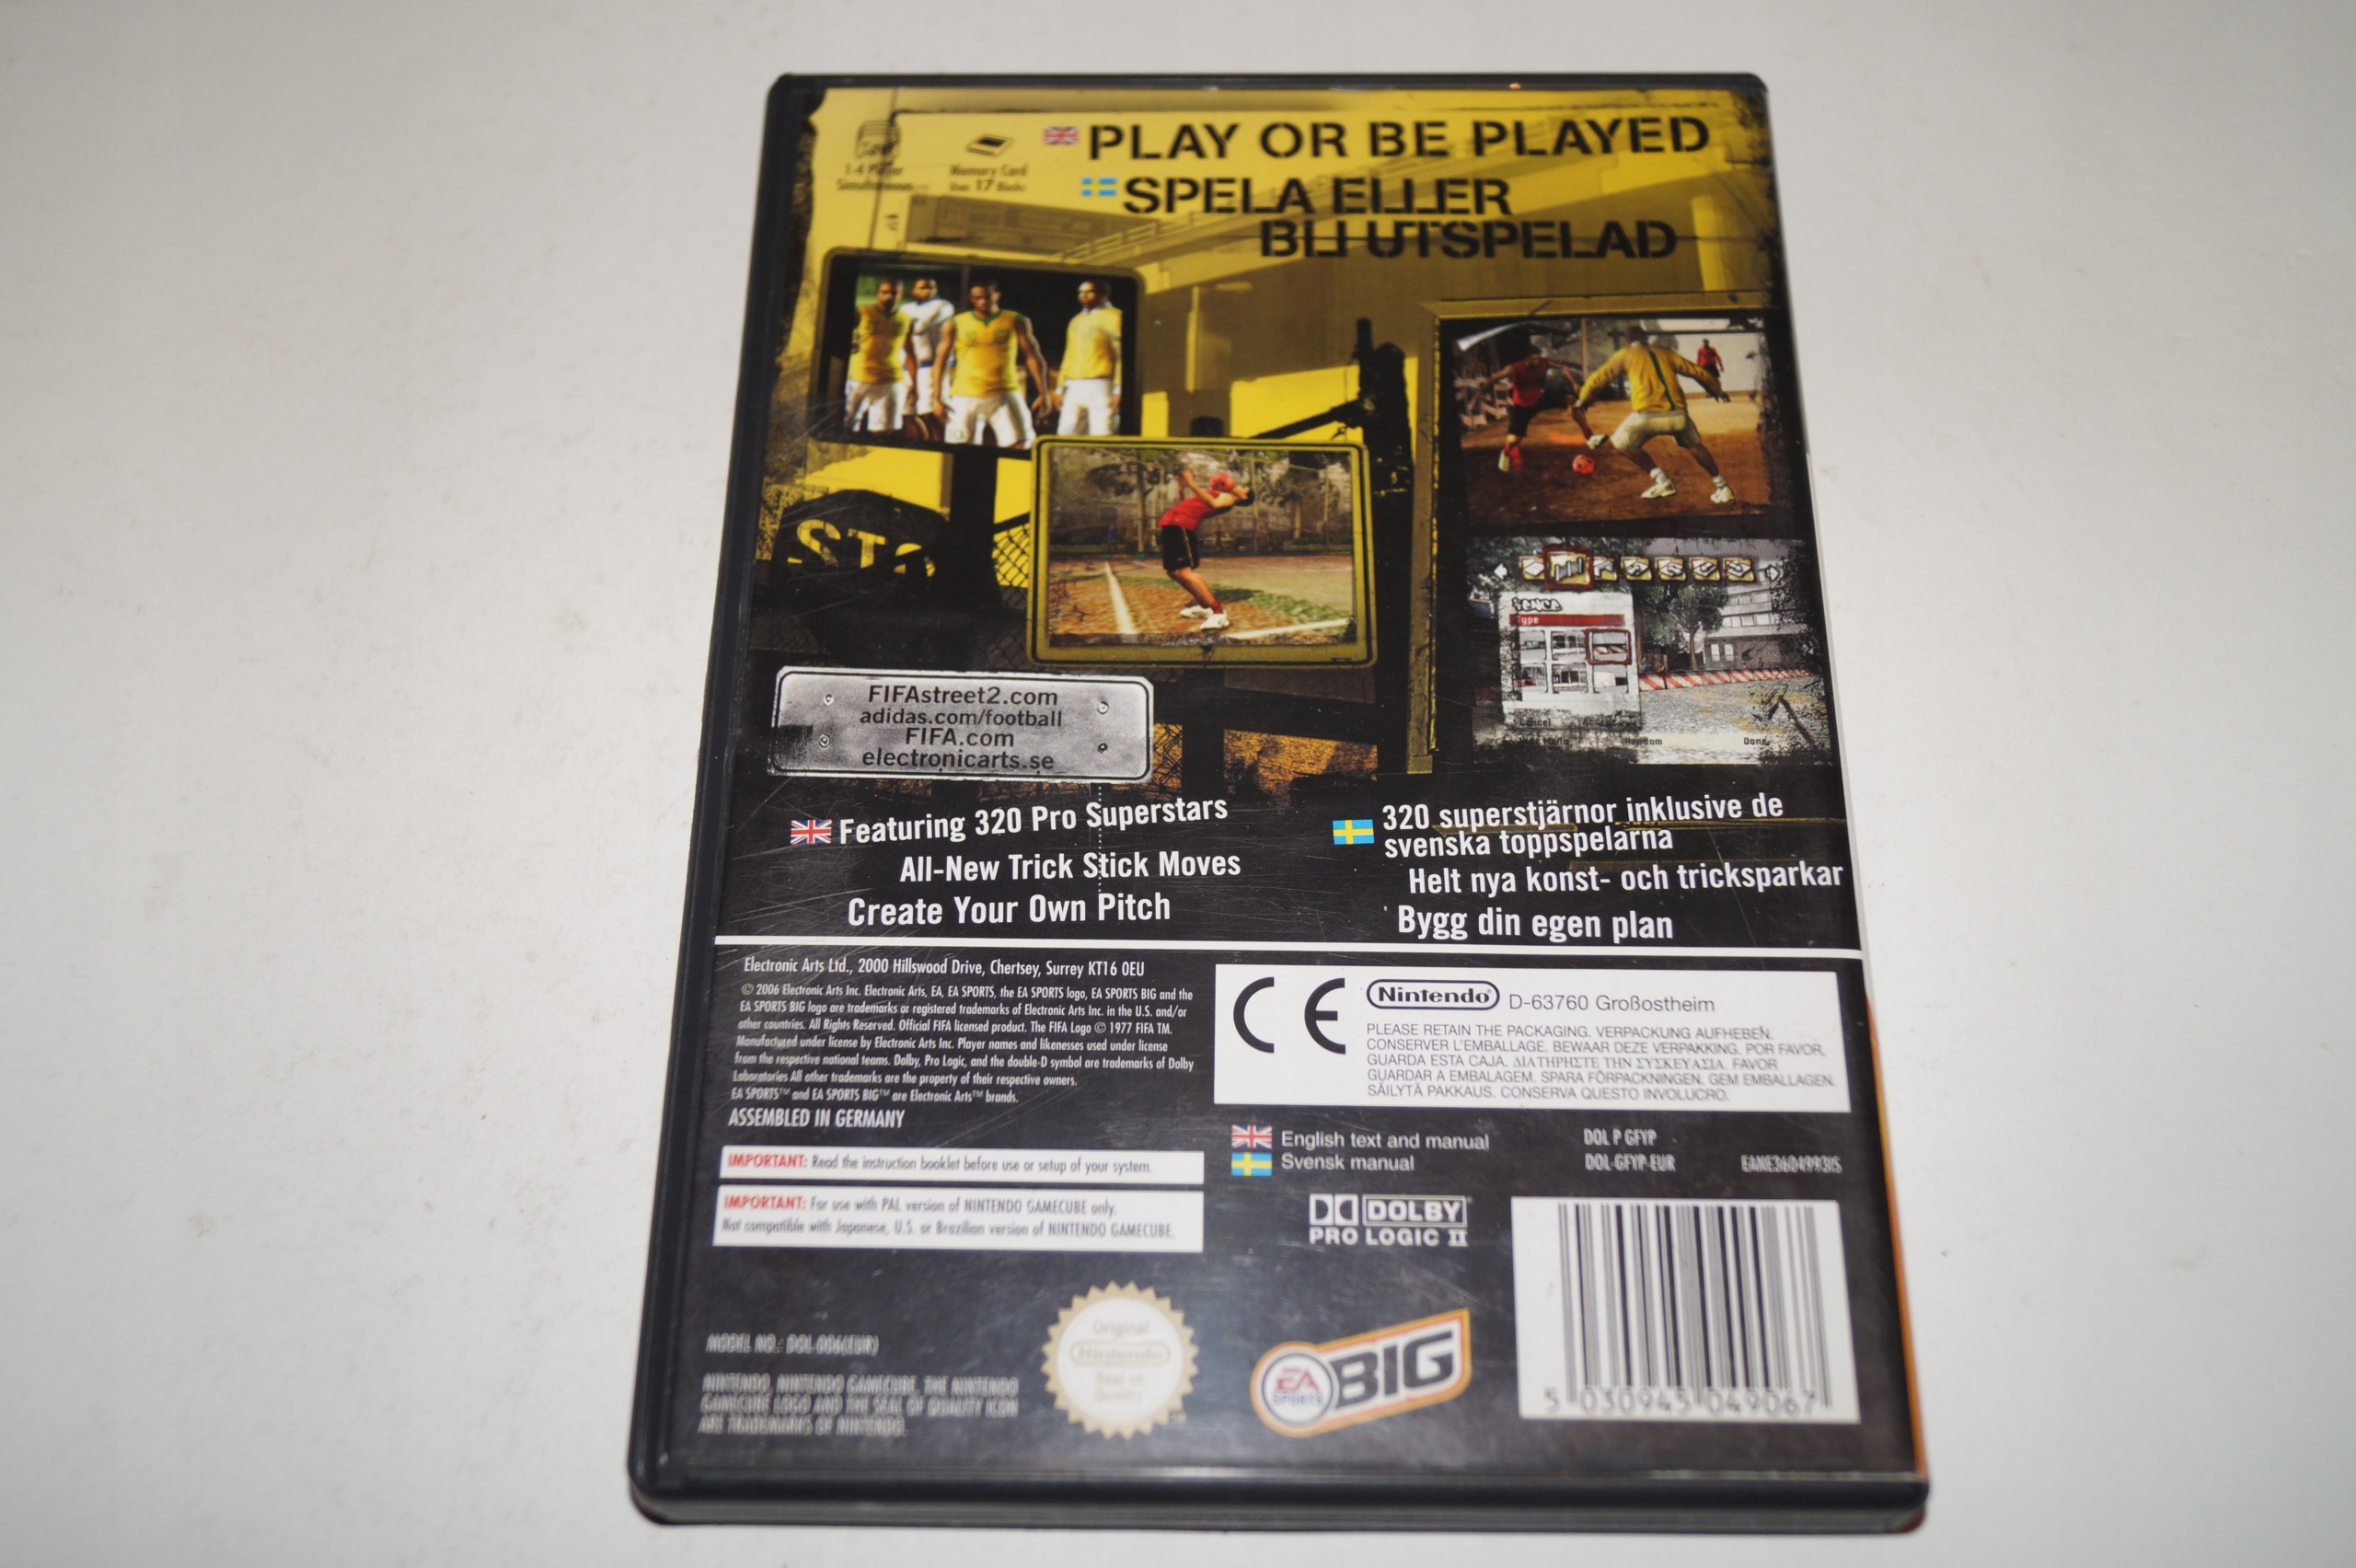 1-4 Player
Simultaneous
Memory Card
17 Blocks
PLAY OR BE PLAYED
SPELA ELLER
BLI UTSPELAD
STO
Type
Cancel
Random
Done
FIFAstreet2.com
adidas.com/football
FIFA.com
electronicarts.se
Featuring 320 Pro Superstars
All-New Trick Stick Moves
Create Your Own Pitch
320 superstjärnor inklusive de
svenska toppspelarna
Helt nya konst- och tricksparkar
Bygg din egen plan
Electronic Arts Ltd., 2000 Hillswood Drive, Chertsey, Surrey KT16 0EU
© 2006 Electronic Arts Inc. Electronic Arts, EA, EA SPORTS, the EA SPORTS logo, EA SPORTS BIG and the
EA SPORTS BIG logo are trademarks or registered trademarks of Electronic Arts Inc. in the U.S. and/or
other countries. All Rights Reserved. Official FIFA licensed product. The FIFA Logo © 1977 FIFA TM.
Manufactured under license by Electronic Arts Inc. Player names and likenesses used under license
from the respective national teams. Dolby, Pro Logic, and the double-D symbol are trademarks of Dolby
Laboratories All other trademarks are the property of their respective owners.
EA SPORTS™ and EA SPORTS BIG™ are Electronic Arts™ brands.
ASSEMBLED IN GERMANY
CE
Nintendo D-63760 Großostheim
PLEASE RETAIN THE PACKAGING. VERPACKUNG AUFHEBEN.
CONSERVER L'EMBALLAGE. BEWAAR DEZE VERPAKKING. POR FAVOR,
GUARDA ESTA CAJA. ΔΙΑΤΗΡΗΣΤΕ ΤΗΝ ΣΥΣΚΕΥΑΣΙΑ. FAVOR
GUARDAR A EMBALAGEM. SPARA FÖRPACKNINGEN. GEM EMBALLAGEN.
SÄILYTÄ PAKKAUS. CONSERVA QUESTO INVOLUCRO.
English text and manual
Svensk manual
DOL P GFYP
DOL-GFYP-EUR
EANE36049931S
IMPORTANT: Read the instruction booklet before use or setup of your system.
IMPORTANT: For use with PAL version of NINTENDO GAMECUBE only.
Not compatible with Japanese, U.S. or Brazilian version of NINTENDO GAMECUBE.
DOLBY
PRO LOGIC II
MODEL NO.: DOL-006(EUR)
NINTENDO, NINTENDO GAMECUBE, THE NINTENDO
GAMECUBE LOGO AND THE SEAL OF QUALITY ICON
ARE TRADEMARKS OF NINTENDO.
Original
Nintendo
Seal of
Quality
EA
SPORTS
BIG
5 030945 049067